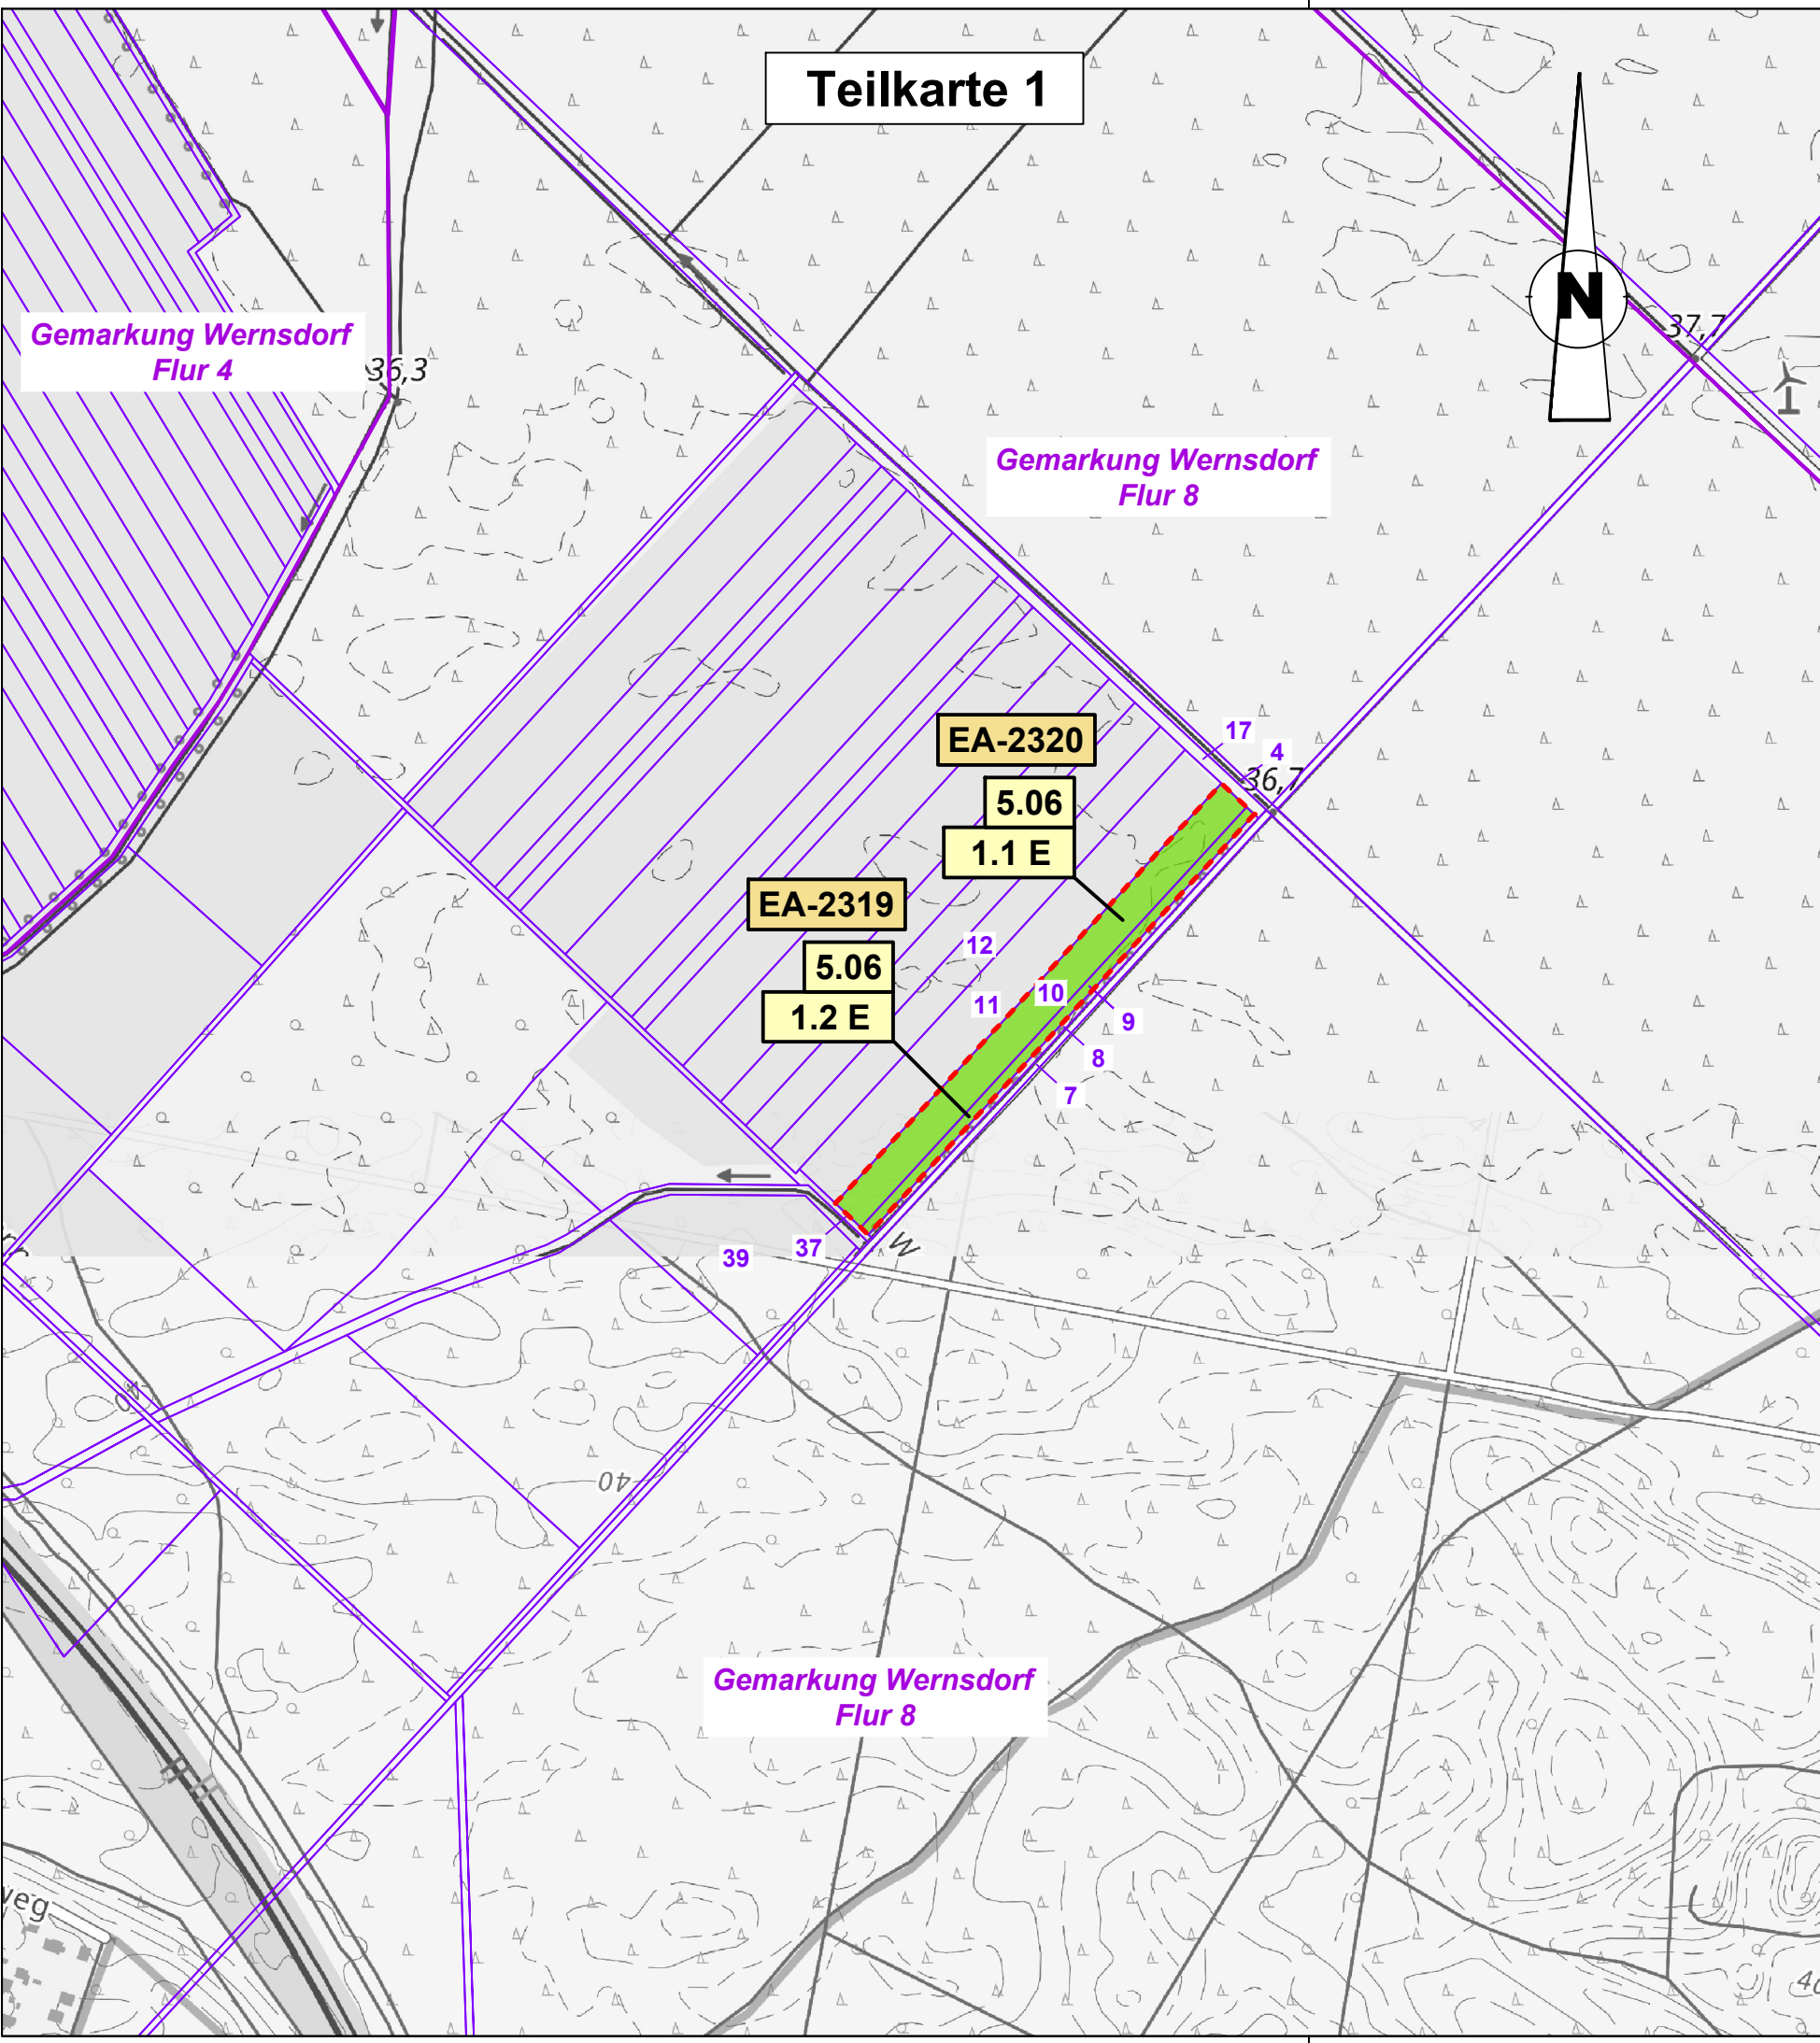 Teilkarte 1
N
Gemarkung Wernsdorf
Flur 4
36,3
37,7
Gemarkung Wernsdorf
Flur 8
EA-2320
17
4
36,7
5.06
1.1 E
EA-2319
12
5.06
11
10
1.2 E
9
8
7
37
39
W
40
40
Gemarkung Wernsdorf
Flur 8
weg
40